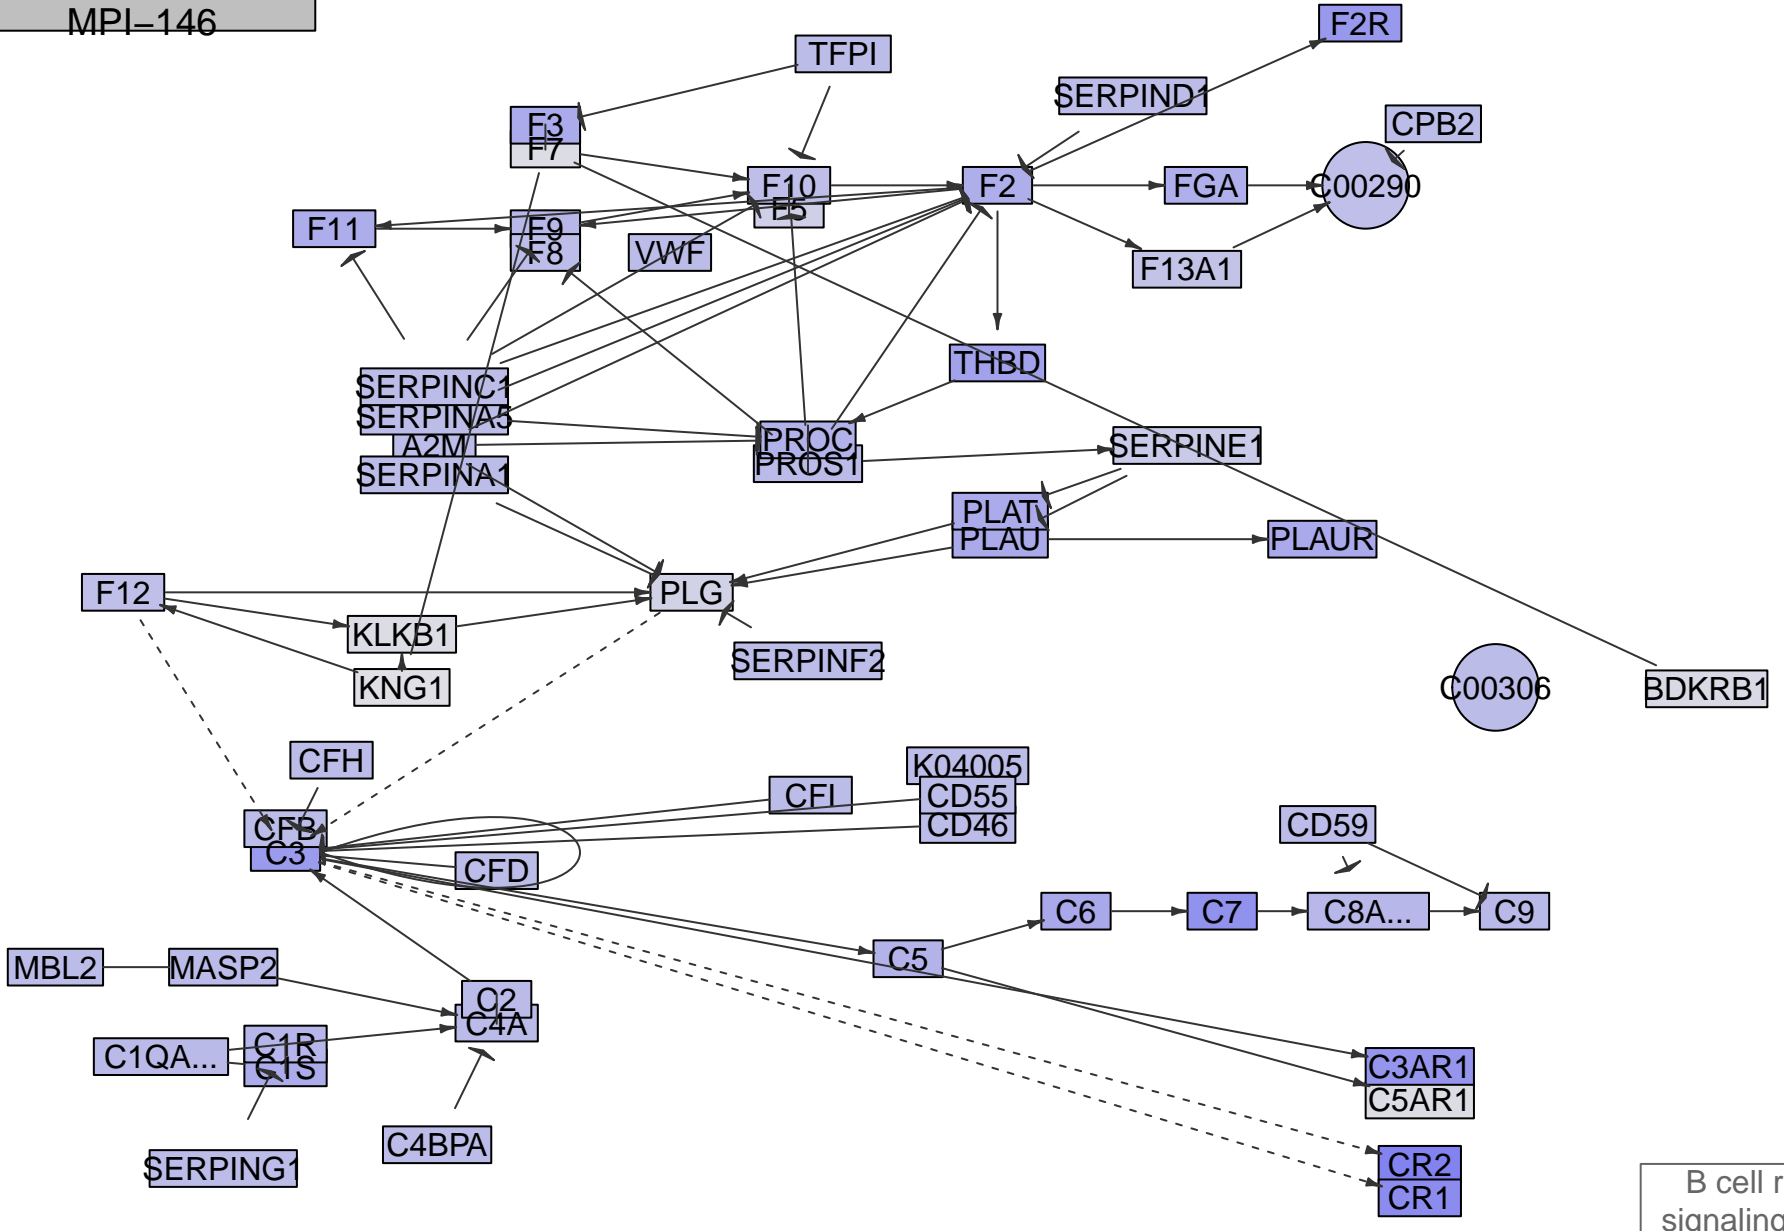 MPI–146
F2R
TFPI
SERPIND1
CPB2
F3
F7
F10
F5
F2
FGA
C00290
F11
F9
F8
VWF
F13A1
THBD
SERPINC1
SERPINA5
A2M
SERPINA1
PROC
PROS1
SERPINE1
PLAT
PLAU
PLAUR
F12
PLG
KLKB1
KNG1
SERPINF2
C00306
BDKRB1
CFH
K04005
CFI
CD55
CD46
CFB
C3
CFD
CD59
C6
C7
C8A...
C9
C5
MBL2
MASP2
C2
C4A
C1QA...
C1R
C1S
C3AR1
C5AR1
C4BPA
SERPING1
CR2
CR1
B cell r
signaling